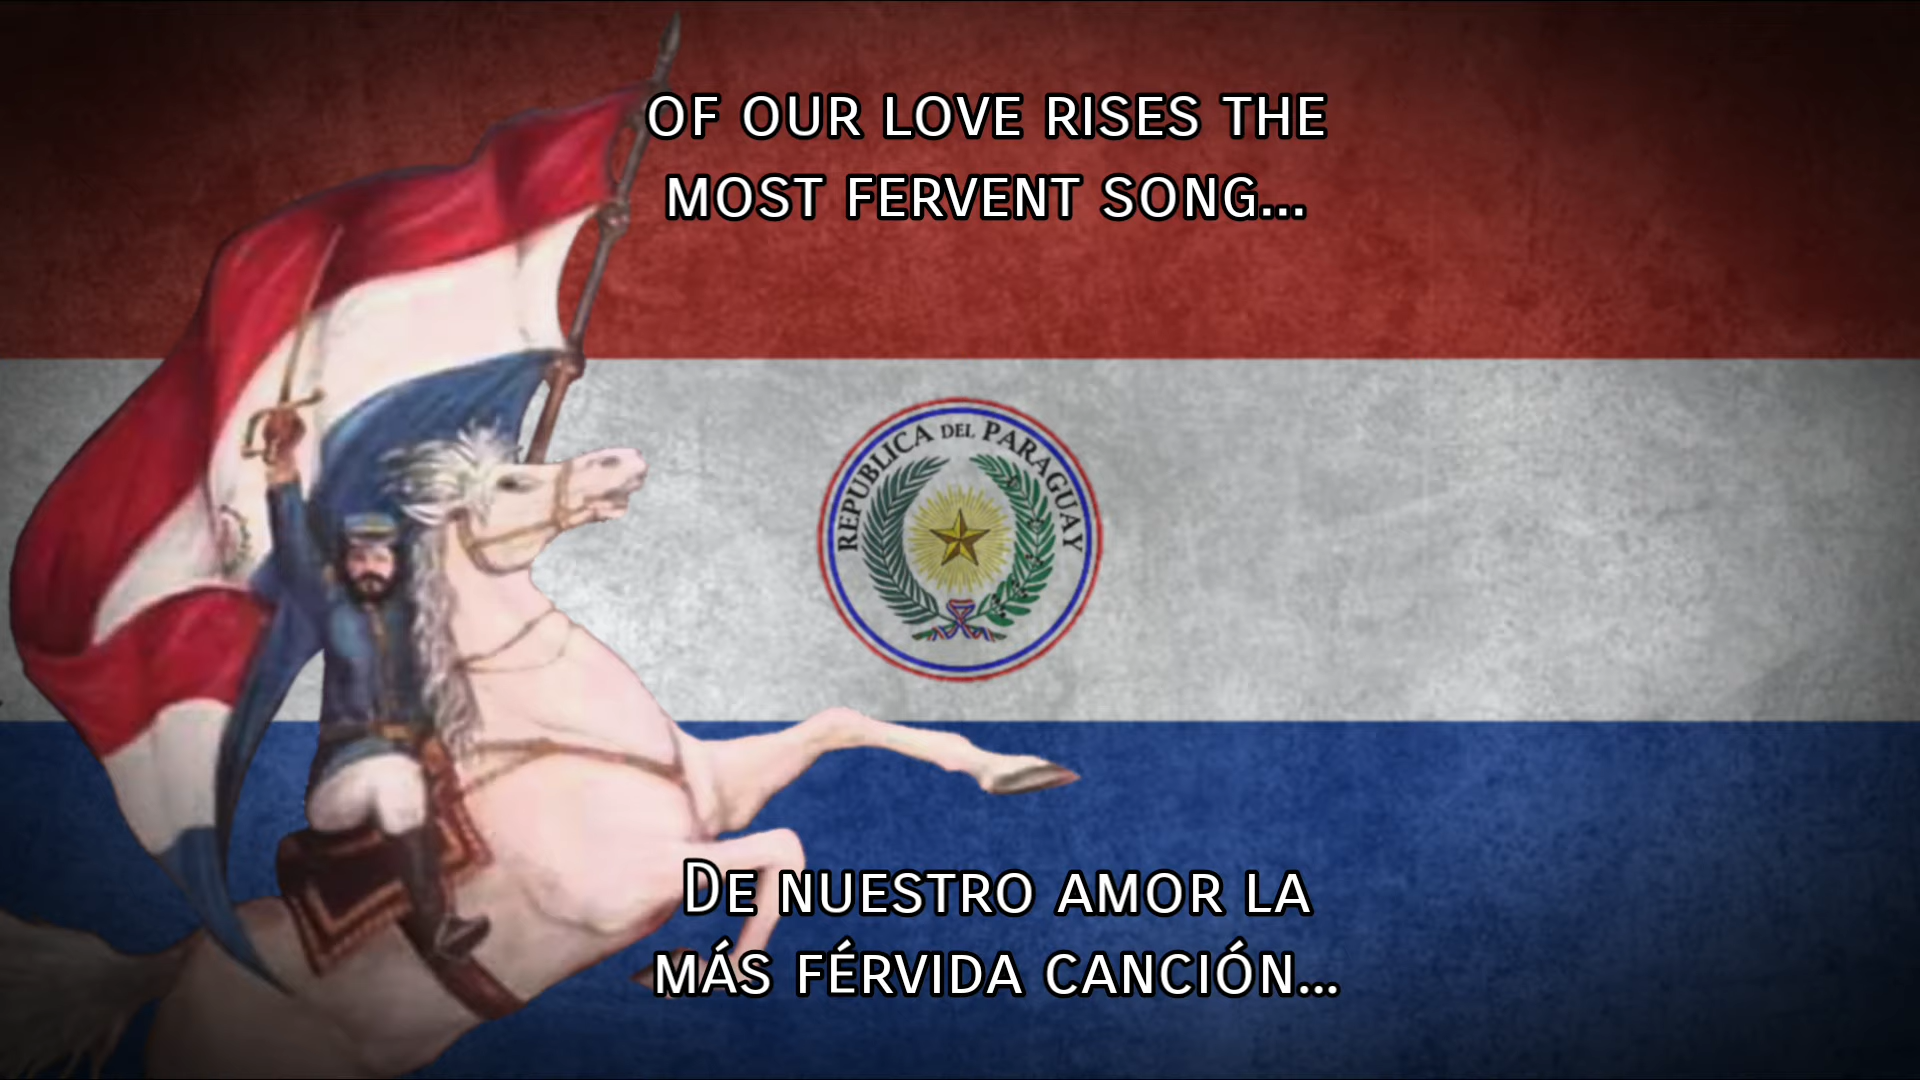 OF OUR LOVE RISES THE
MOST FERVENT SONG...
REPUBLICA DEL PARAGUAY
DE NUESTRO AMOR LA
MÁS FÉRVIDA CANCIÓN...